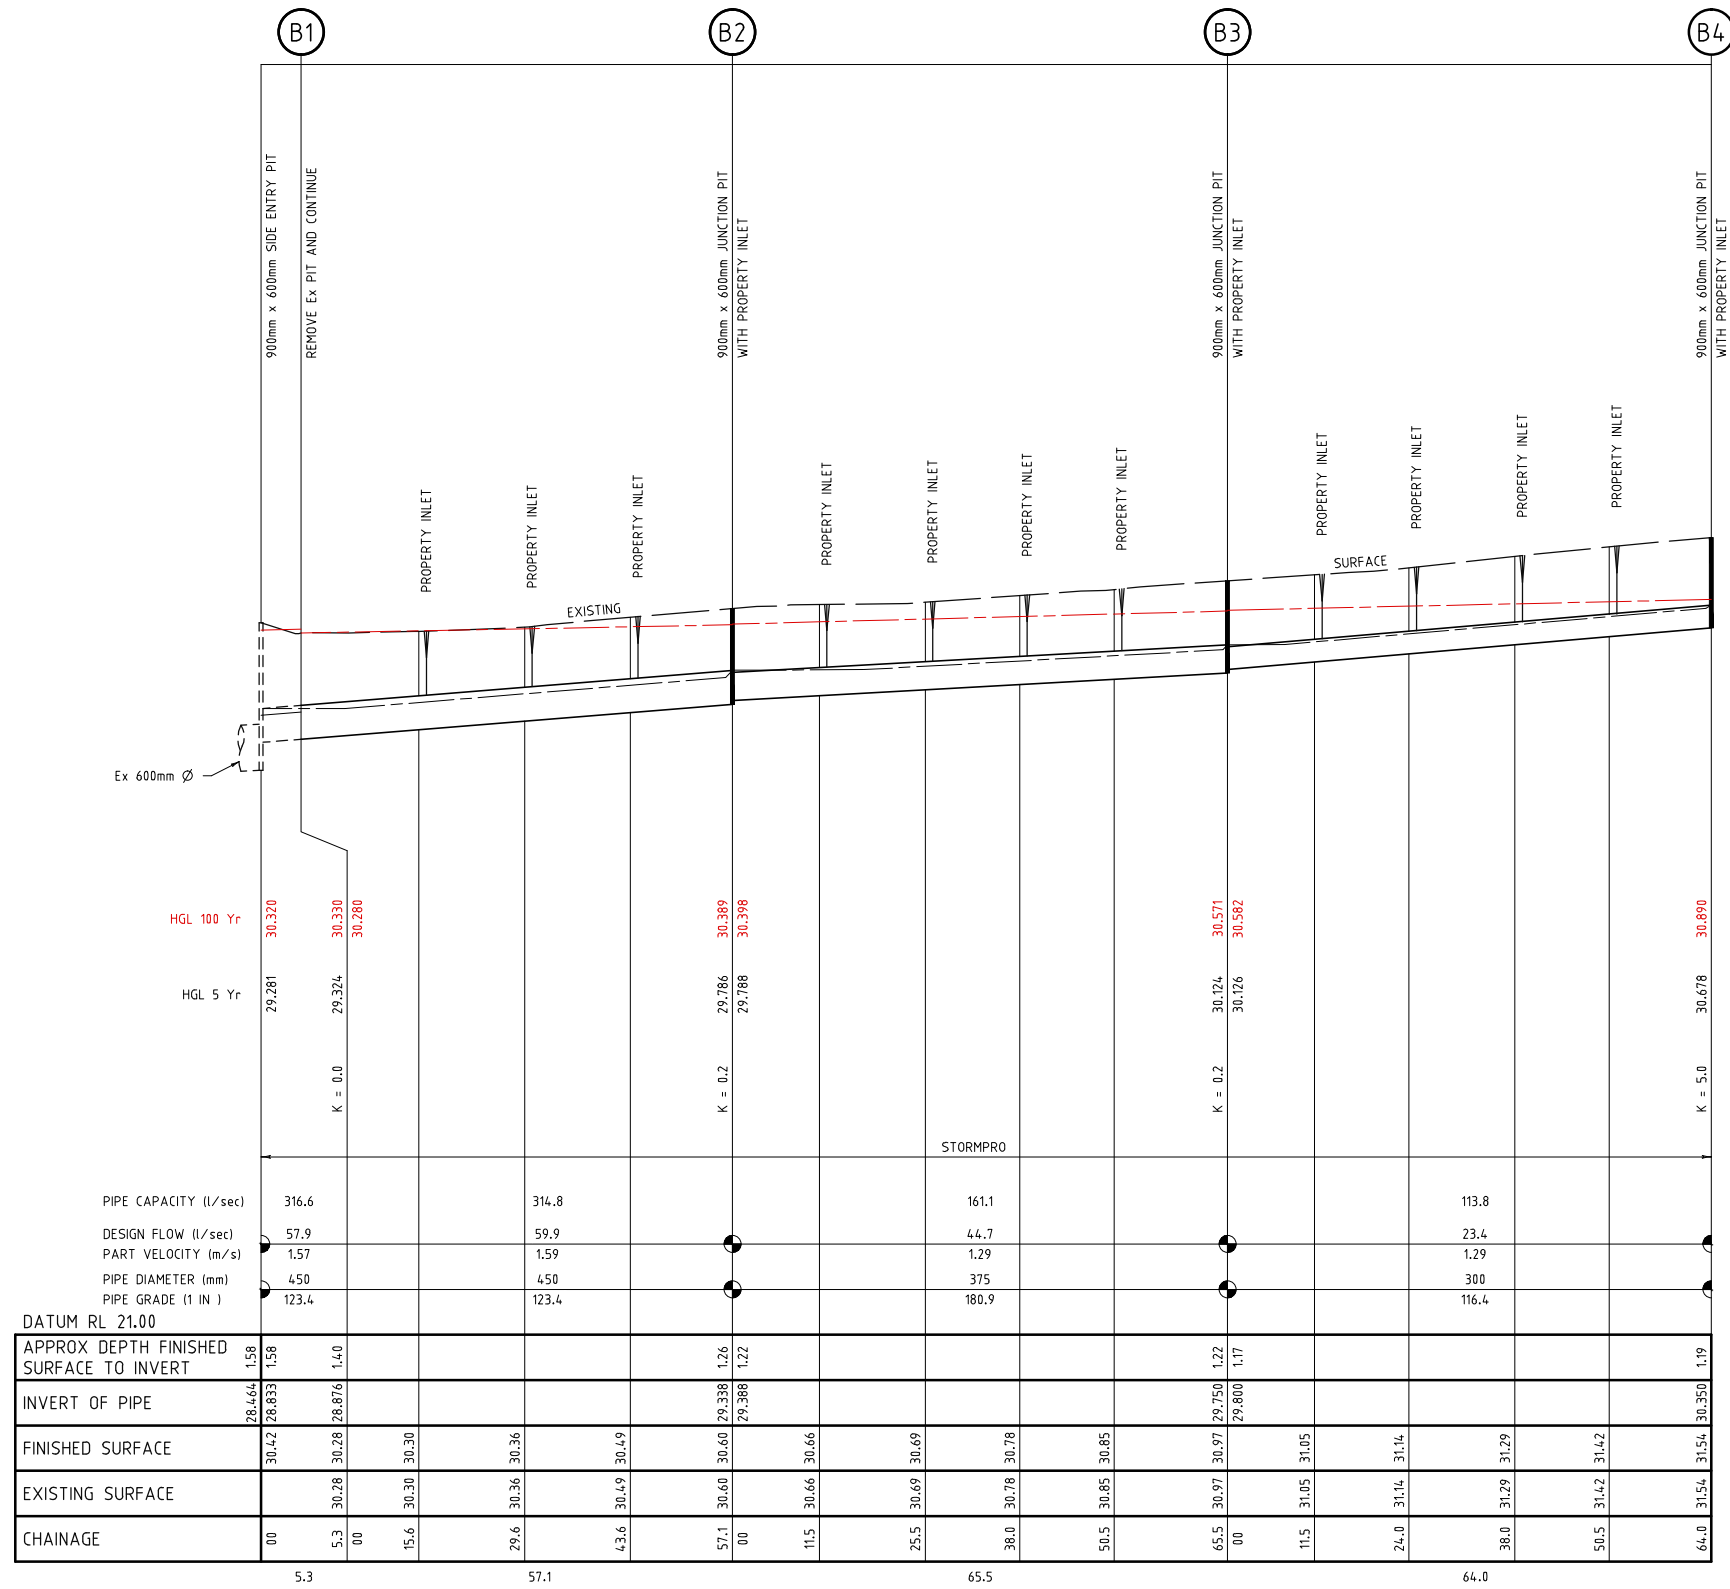 B1
B2
B3
B4
900mm x 600mm SIDE ENTRY PIT
REMOVE Ex PIT AND CONTINUE
900mm x 600mm JUNCTION PIT
WITH PROPERTY INLET
900mm x 600mm JUNCTION PIT
WITH PROPERTY INLET
900mm x 600mm JUNCTION PIT
WITH PROPERTY INLET
PROPERTY INLET
PROPERTY INLET
PROPERTY INLET
PROPERTY INLET
PROPERTY INLET
PROPERTY INLET
PROPERTY INLET
PROPERTY INLET
PROPERTY INLET
PROPERTY INLET
PROPERTY INLET
EXISTING
SURFACE
Ex 600mm Ø
HGL 100 Yr 30.320 30.330 30.280 30.389 30.398 30.571 30.582 30.890
HGL 5 Yr 29.281 29.324 29.786 29.788 30.124 30.126 30.678
K = 0.0 K = 0.2 K = 0.2 K = 5.0
STORMPRO
PIPE CAPACITY (l/sec) 316.6 314.8 161.1 113.8
DESIGN FLOW (l/sec) 57.9 59.9 44.7 23.4
PART VELOCITY (m/s) 1.57 1.59 1.29 1.29
PIPE DIAMETER (mm) 450 450 375 300
PIPE GRADE (1 IN ) 123.4 123.4 180.9 116.4
DATUM RL 21.00
APPROX DEPTH FINISHED
SURFACE TO INVERT 1.58 1.58 1.40 1.26 1.22 1.22 1.17 1.19
INVERT OF PIPE 28.464 28.833 28.876 29.338 29.388 29.750 29.800 30.350
FINISHED SURFACE 30.42 30.28 30.30 30.36 30.49 30.60 30.66 30.69 30.78 30.85 30.97 31.05 31.14 31.29 31.42 31.54
EXISTING SURFACE 30.28 30.30 30.36 30.49 30.60 30.66 30.69 30.78 30.85 30.97 31.05 31.14 31.29 31.42 31.54
CHAINAGE 00 5.3 00 15.6 29.6 43.6 57.1 00 11.5 25.5 38.0 50.5 65.5 00 11.5 24.0 38.0 50.5 64.0
5.3 57.1 65.5 64.0